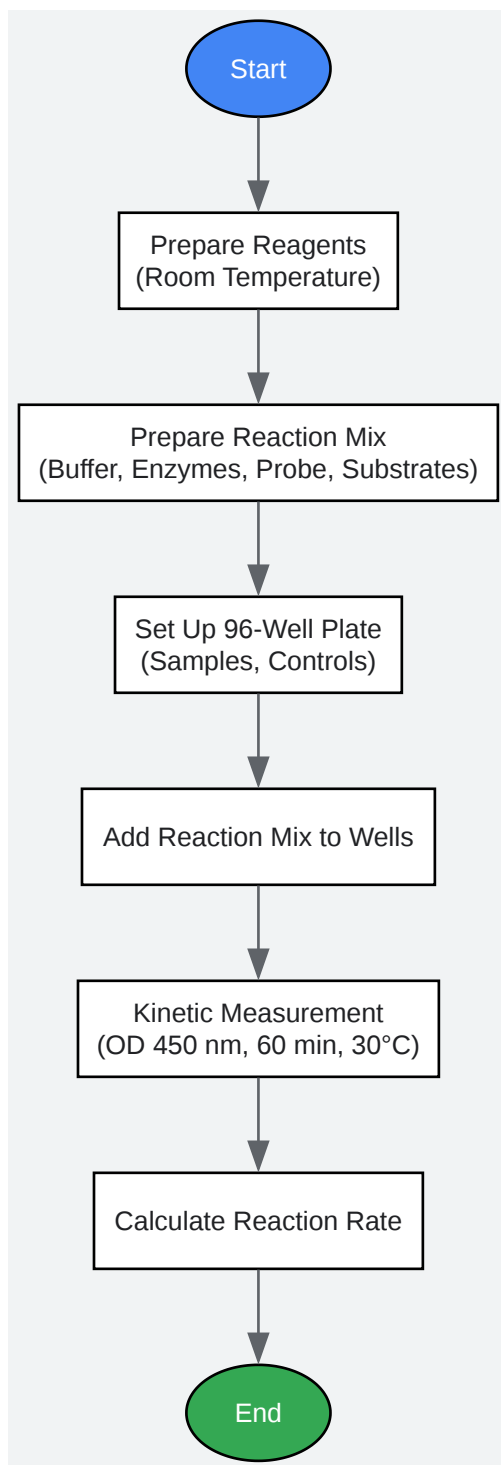 Start
Prepare Reagents
(Room Temperature)
Prepare Reaction Mix
(Buffer, Enzymes, Probe, Substrates)
Set Up 96-Well Plate
(Samples, Controls)
Add Reaction Mix to Wells
Kinetic Measurement
(OD 450 nm, 60 min, 30°C)
Calculate Reaction Rate
End